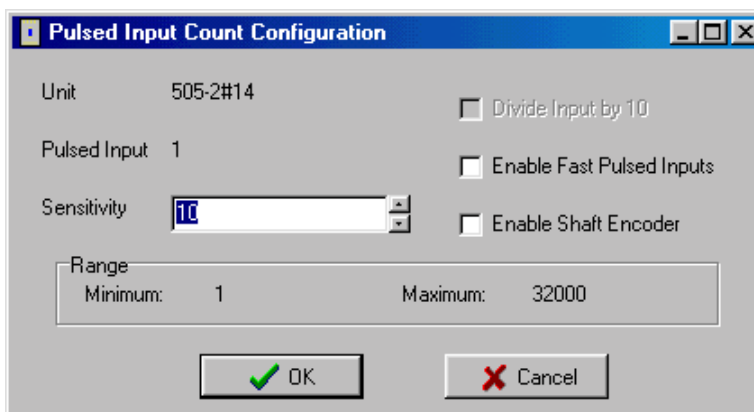 Pulsed Input Count Configuration
Unit 505-2#14
Divide Input by 10
Pulsed Input 1
Enable Fast Pulsed Inputs
Sensitivity 10
Enable Shaft Encoder
Range
Minimum: 1 Maximum: 32000
OK Cancel